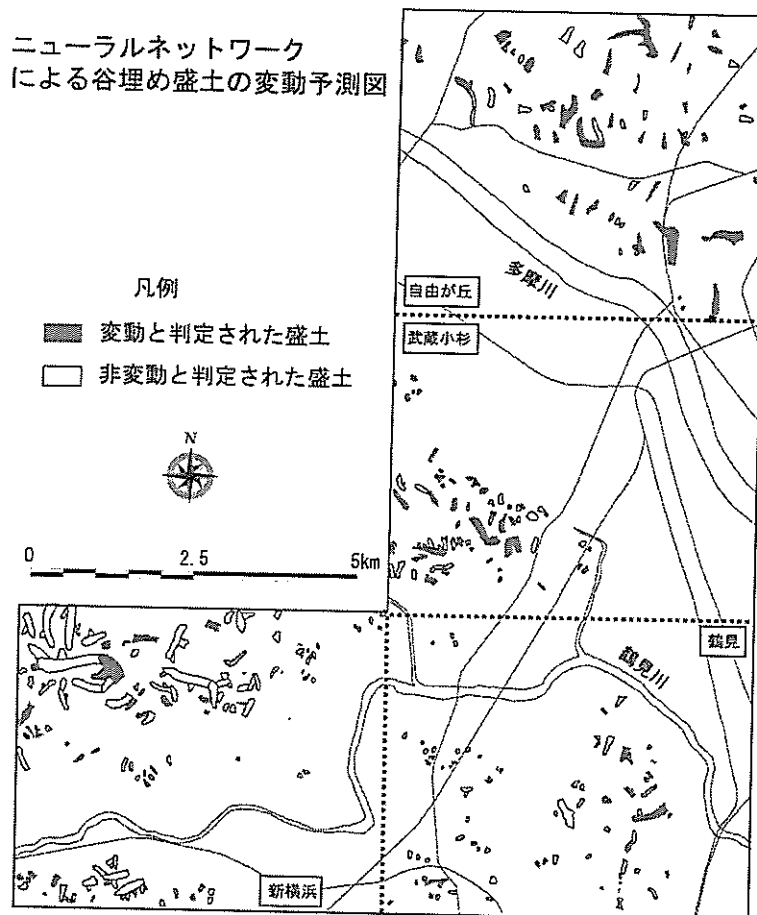 ニューラルネットワーク
による谷埋め盛土の変動予測図
凡例
変動と判定された盛土
非変動と判定された盛土
N
0 2.5 5km
多摩川
自由が丘
武蔵小杉
鶴見
鶴見川
新横浜